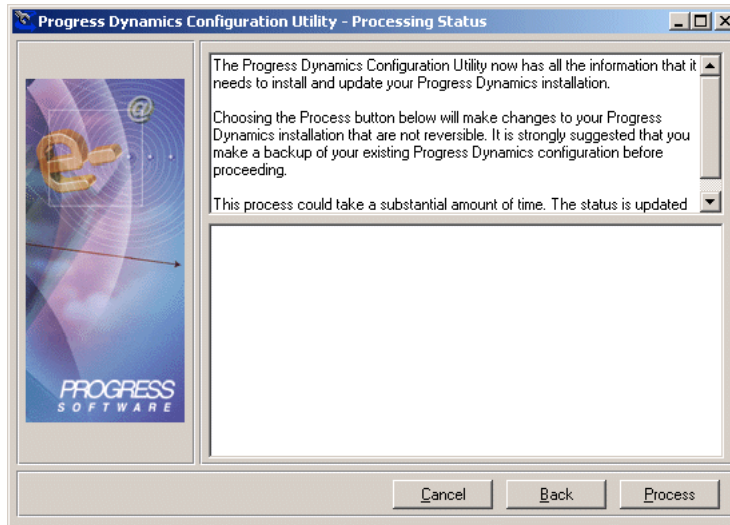 Progress Dynamics Configuration Utility - Processing Status
The Progress Dynamics Configuration Utility now has all the information that it
needs to install and update your Progress Dynamics installation.
Choosing the Process button below will make changes to your Progress
Dynamics installation that are not reversible. It is strongly suggested that you
make a backup of your existing Progress Dynamics configuration before
proceeding.
This process could take a substantial amount of time. The status is updated
@
e-
PROGRESS
SOFTWARE
Cancel
Back
Process